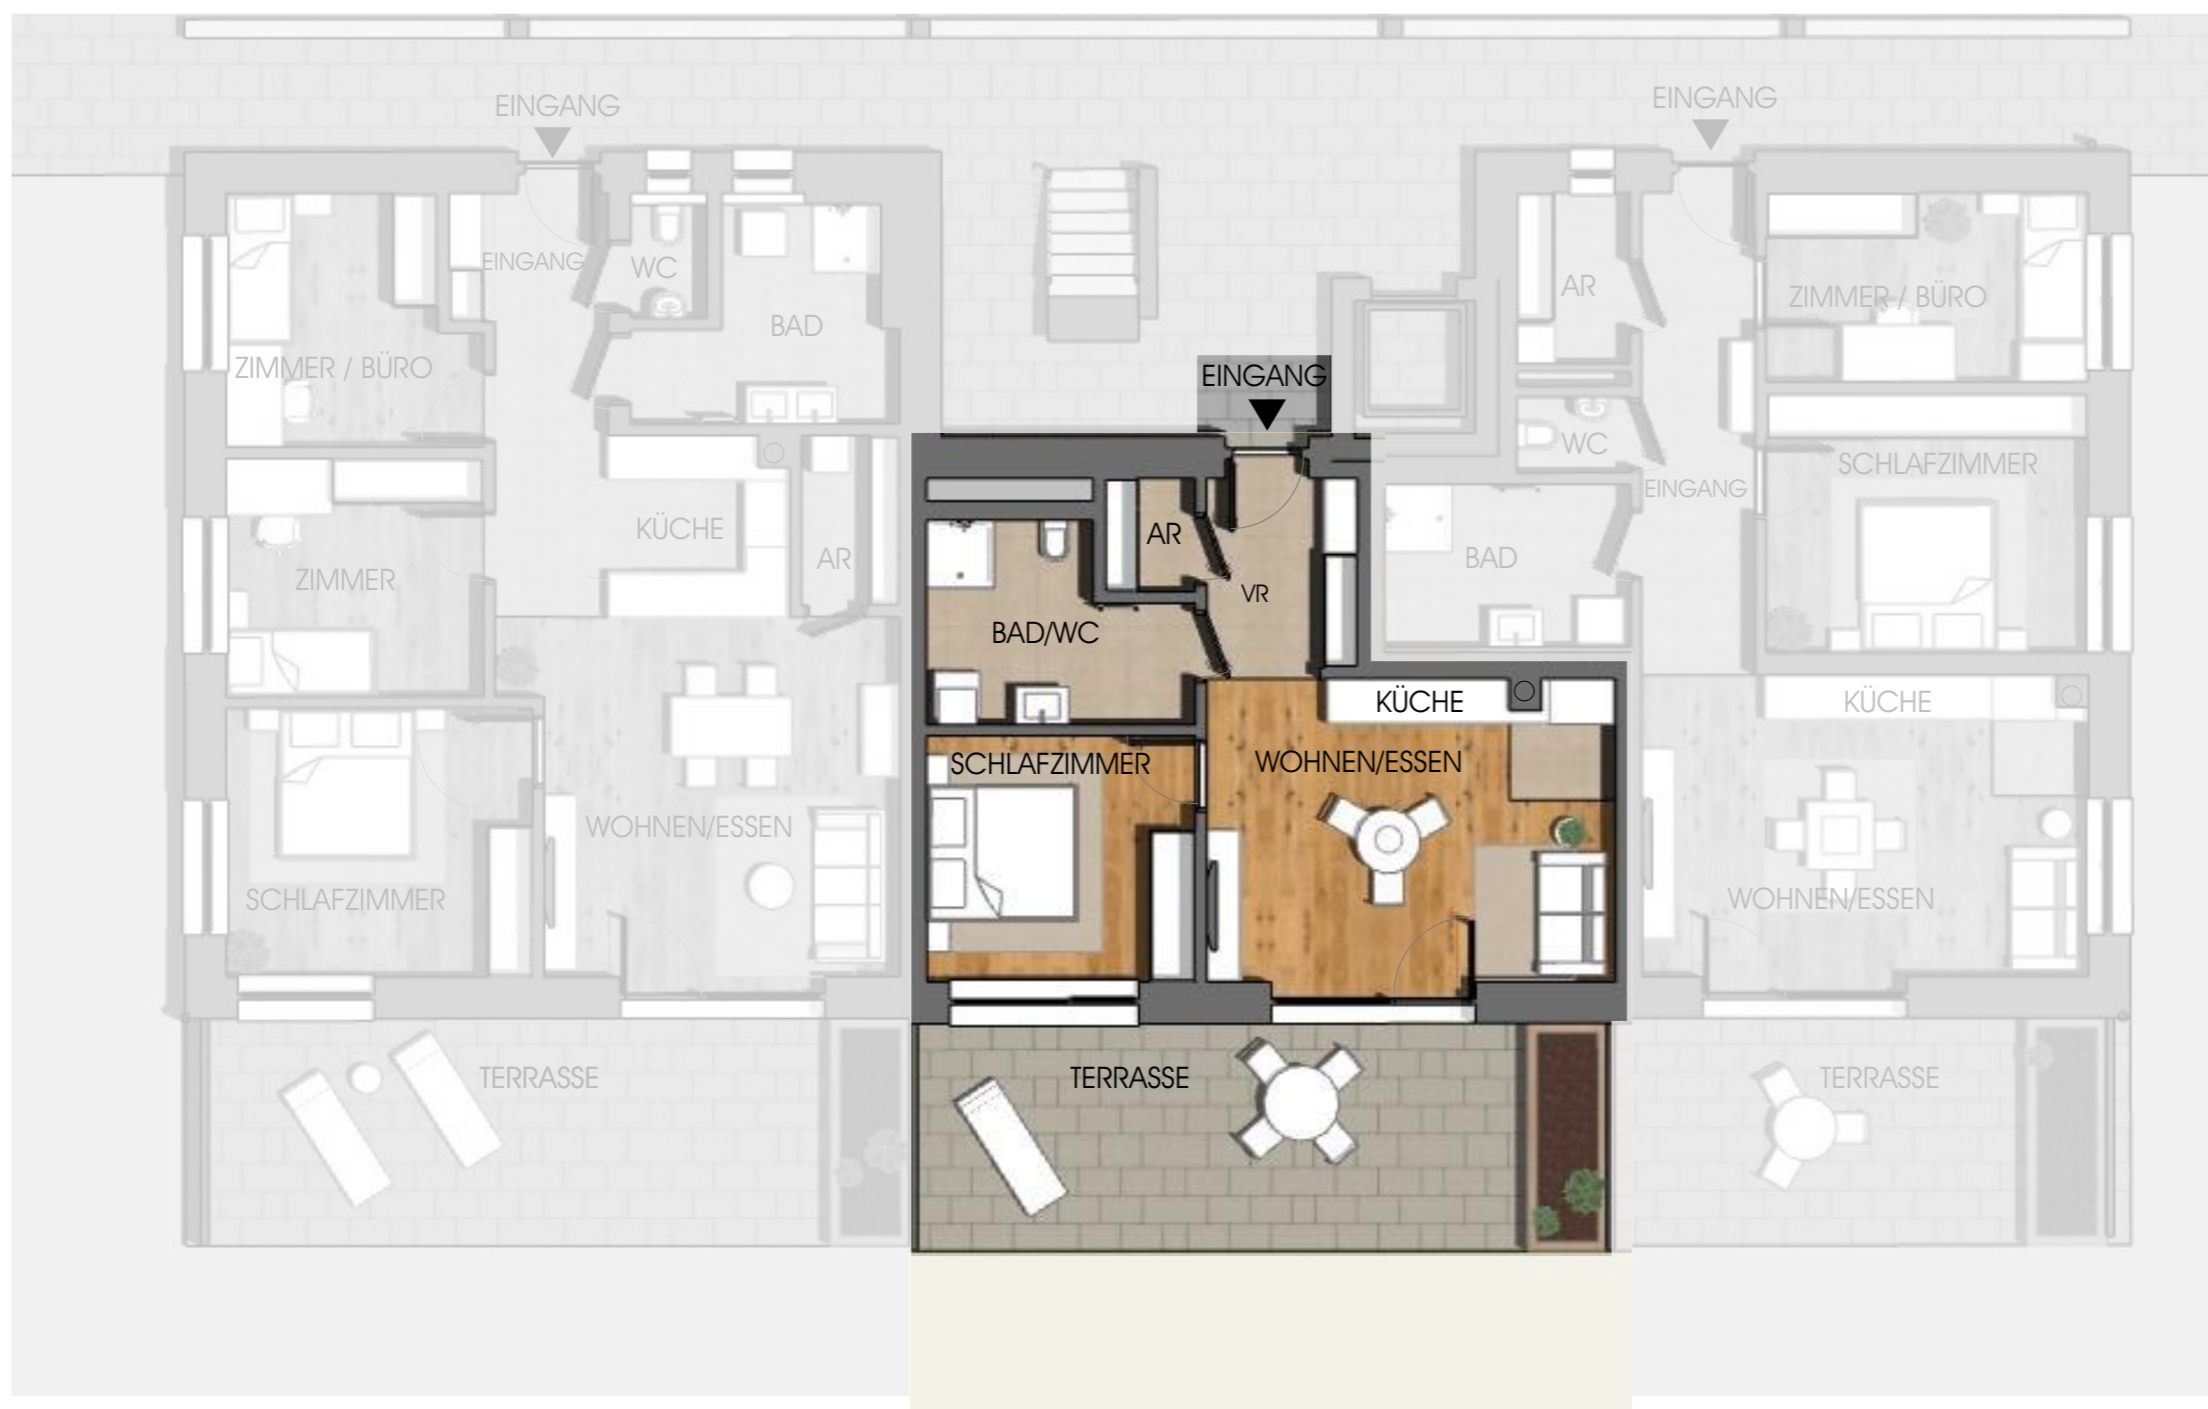 EINGANG
EINGANG
EINGANG
WC
BAD
ZIMMER / BÜRO
KÜCHE
AR
ZIMMER
WOHNEN/ESSEN
SCHLAFZIMMER
TERRASSE
EINGANG
AR
VR
BAD/WC
KÜCHE
SCHLAFZIMMER
WOHNEN/ESSEN
TERRASSE
AR
ZIMMER / BÜRO
WC
SCHLAFZIMMER
EINGANG
BAD
KÜCHE
WOHNEN/ESSEN
TERRASSE